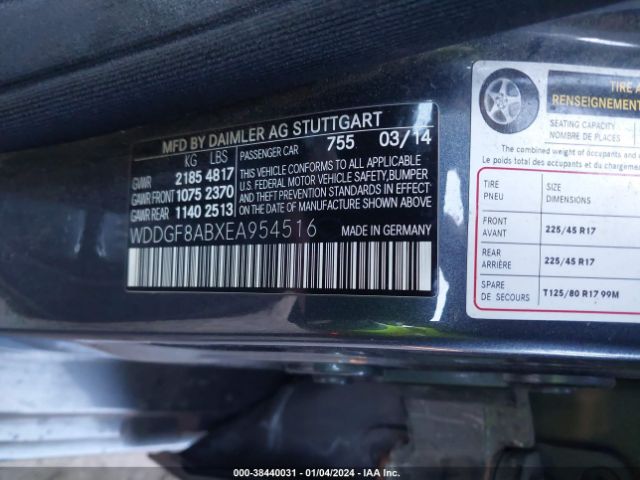 MFD BY DAIMLER AG STUTTGART
KG LBS PASSENGER CAR 755 03/14
GVWR 2185 4817
GAWR FRONT 1075 2370
GAWR REAR 1140 2513
THIS VEHICLE CONFORMS TO ALL APPLICABLE
U.S. FEDERAL MOTOR VEHICLE SAFETY, BUMPER
AND THEFT PREVENTION STANDARDS IN EFFECT
ON THE DATE OF MANUFACTURE SHOWN ABOVE
WDDGF8ABXEA954516 MADE IN GERMANY
TIRE A
RENSEIGNEMENT
SEATING CAPACITY
NOMBRE DE PLACES
The combined weight of occupants and
Le poids total des occupants et du chargement
TIRE SIZE
PNEU DIMENSIONS
FRONT
AVANT 225/45 R17
REAR
ARRIÈRE 225/45 R17
SPARE
DE SECOURS T125/80 R17 99M
000-38440031 - 01/04/2024 - IAA Inc.